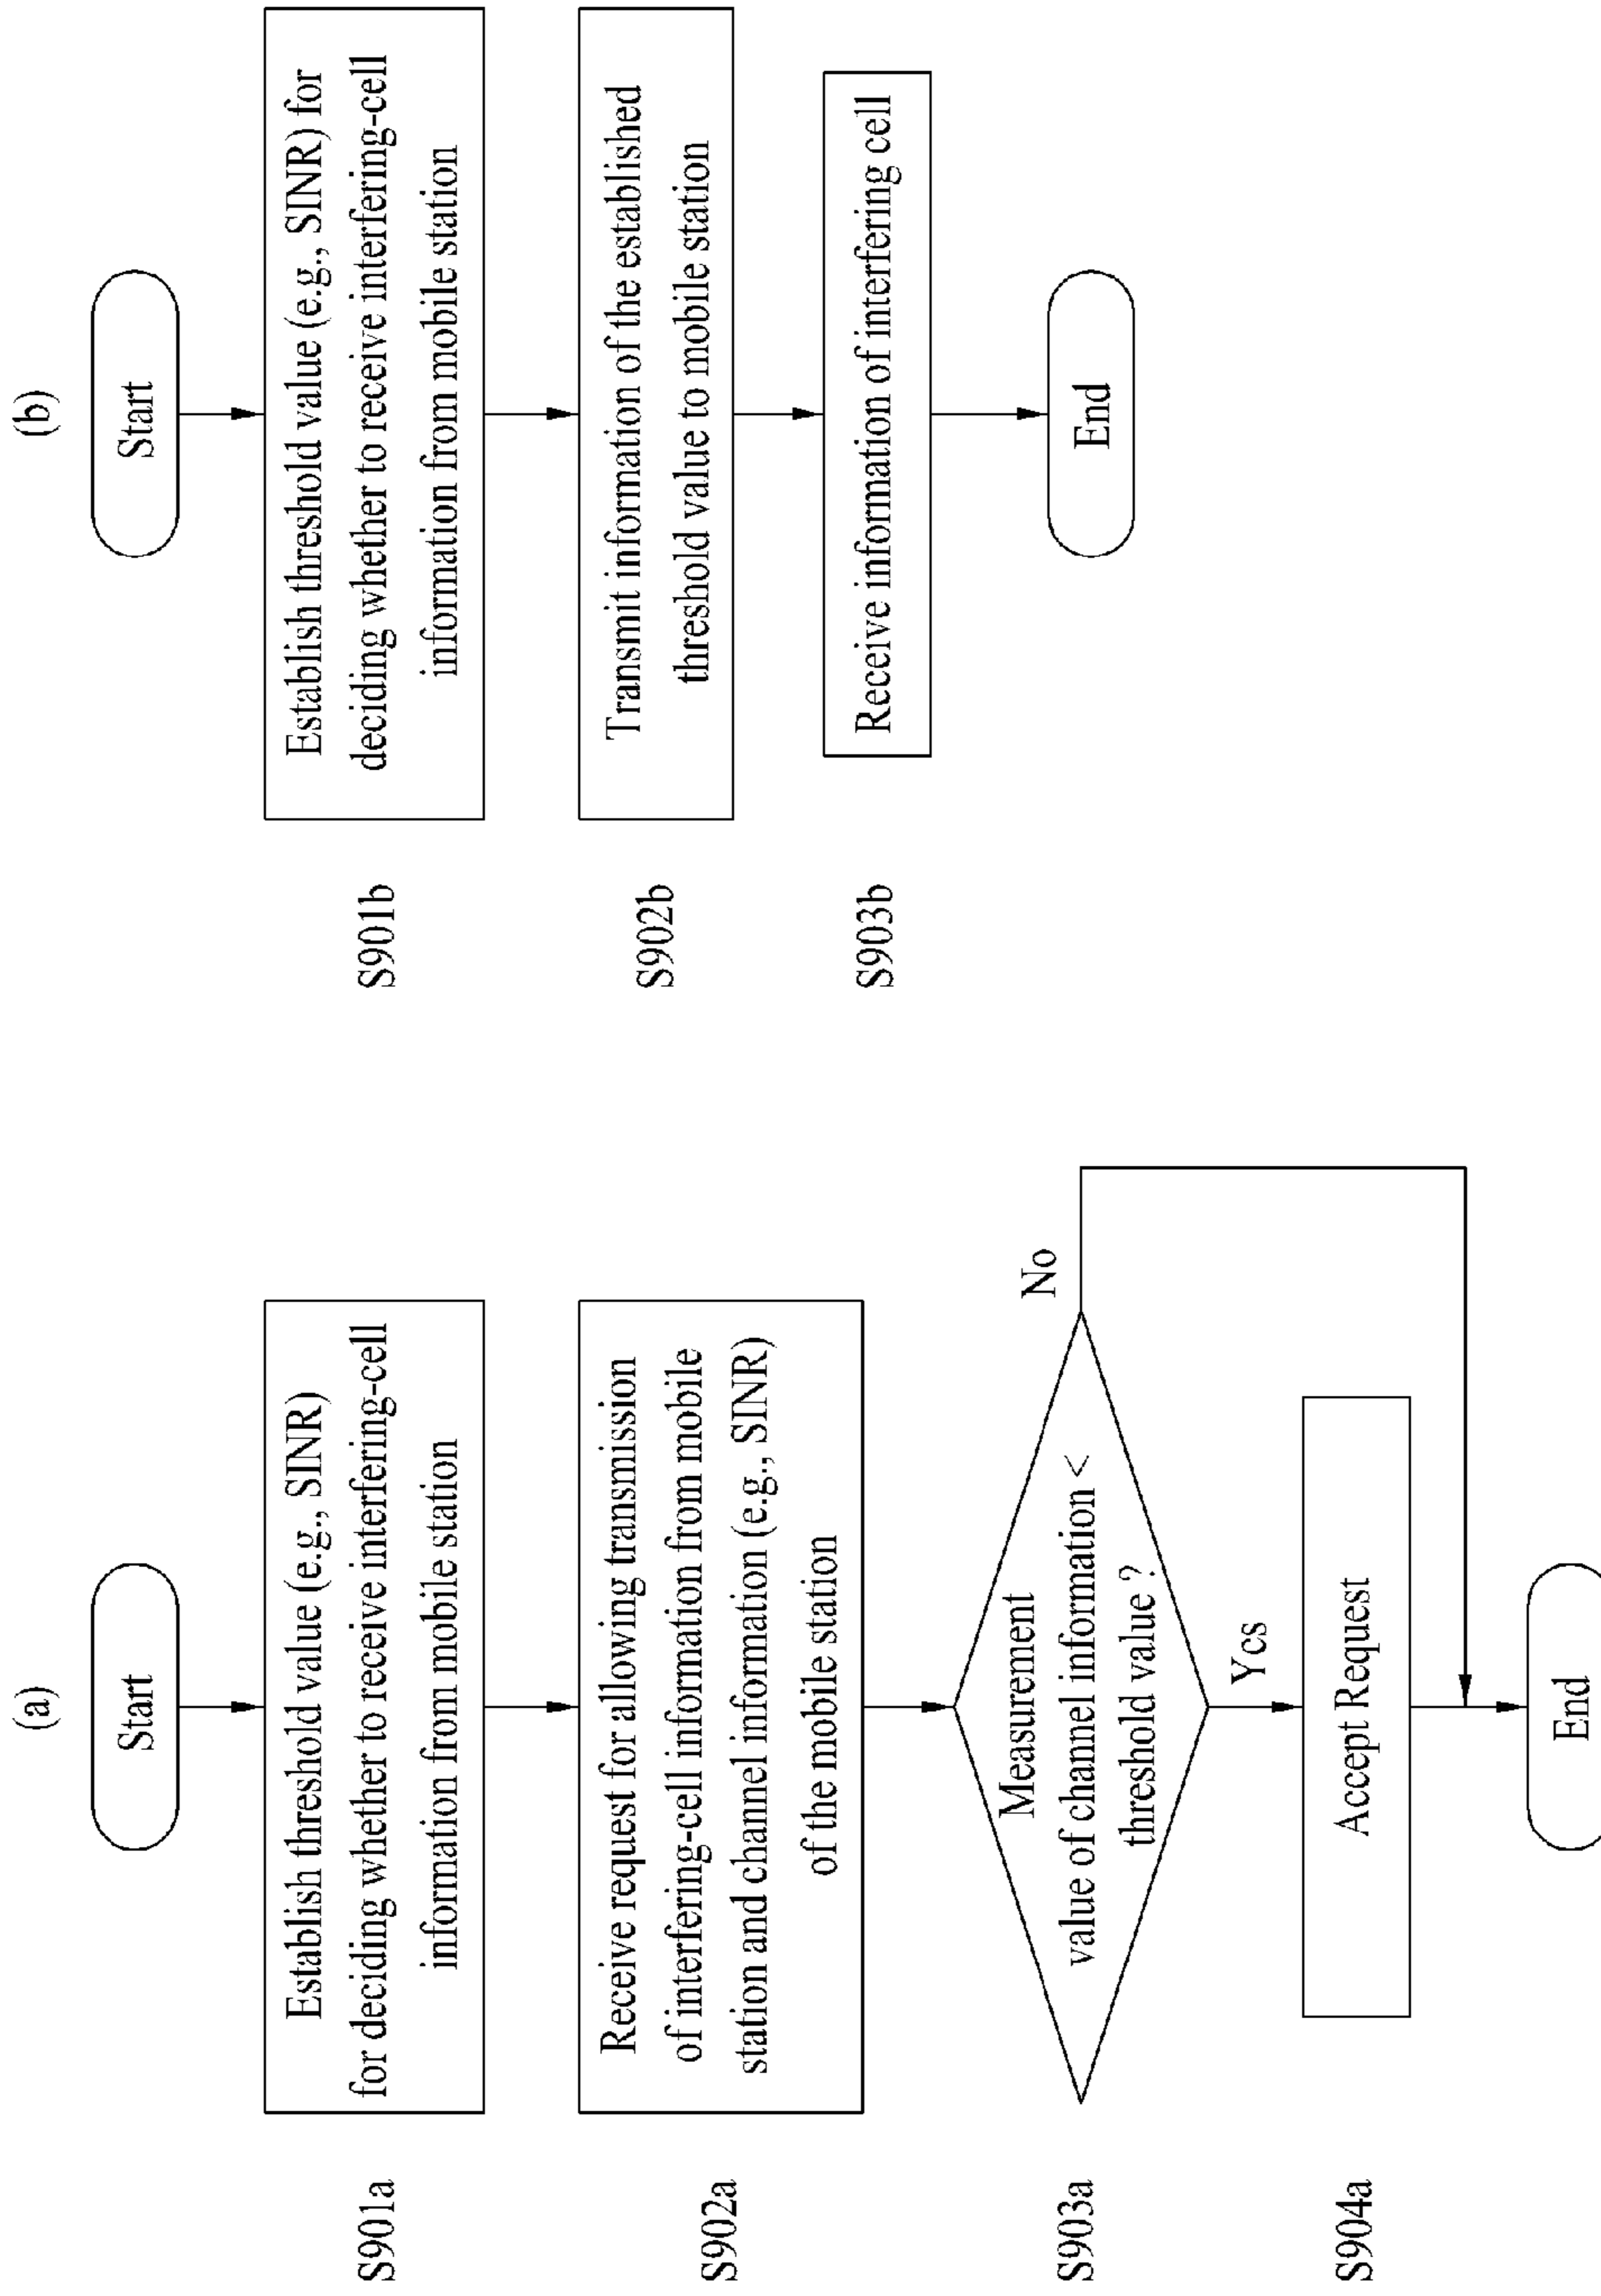 (a)
Start
S901a
Establish threshold value (e.g., SINR)
for deciding whether to receive interfering-cell
information from mobile station
S902a
Receive request for allowing transmission
of interfering-cell information from mobile
station and channel information (e.g., SINR)
of the mobile station
S903a
Measurement
value of channel information <
threshold value ?
No
Yes
S904a
Accept Request
End
(b)
Start
S901b
Establish threshold value (e.g., SINR) for
deciding whether to receive interfering-cell
information from mobile station
S902b
Transmit information of the established
threshold value to mobile station
S903b
Receive information of interfering cell
End